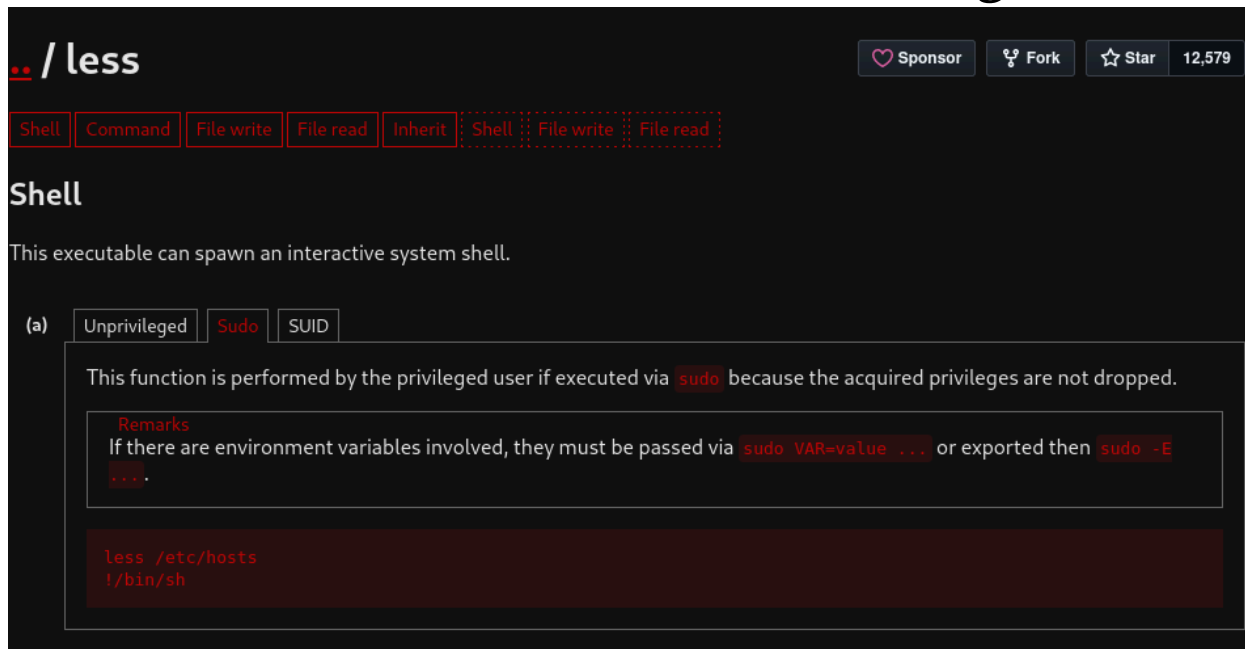 .. / less
Sponsor Fork Star 12,579
Shell Command File write File read Inherit Shell File write File read
Shell
This executable can spawn an interactive system shell.
(a) Unprivileged Sudo SUID
This function is performed by the privileged user if executed via sudo because the acquired privileges are not dropped.
Remarks
If there are environment variables involved, they must be passed via sudo VAR=value ... or exported then sudo -E
... .
less /etc/hosts
!/bin/sh